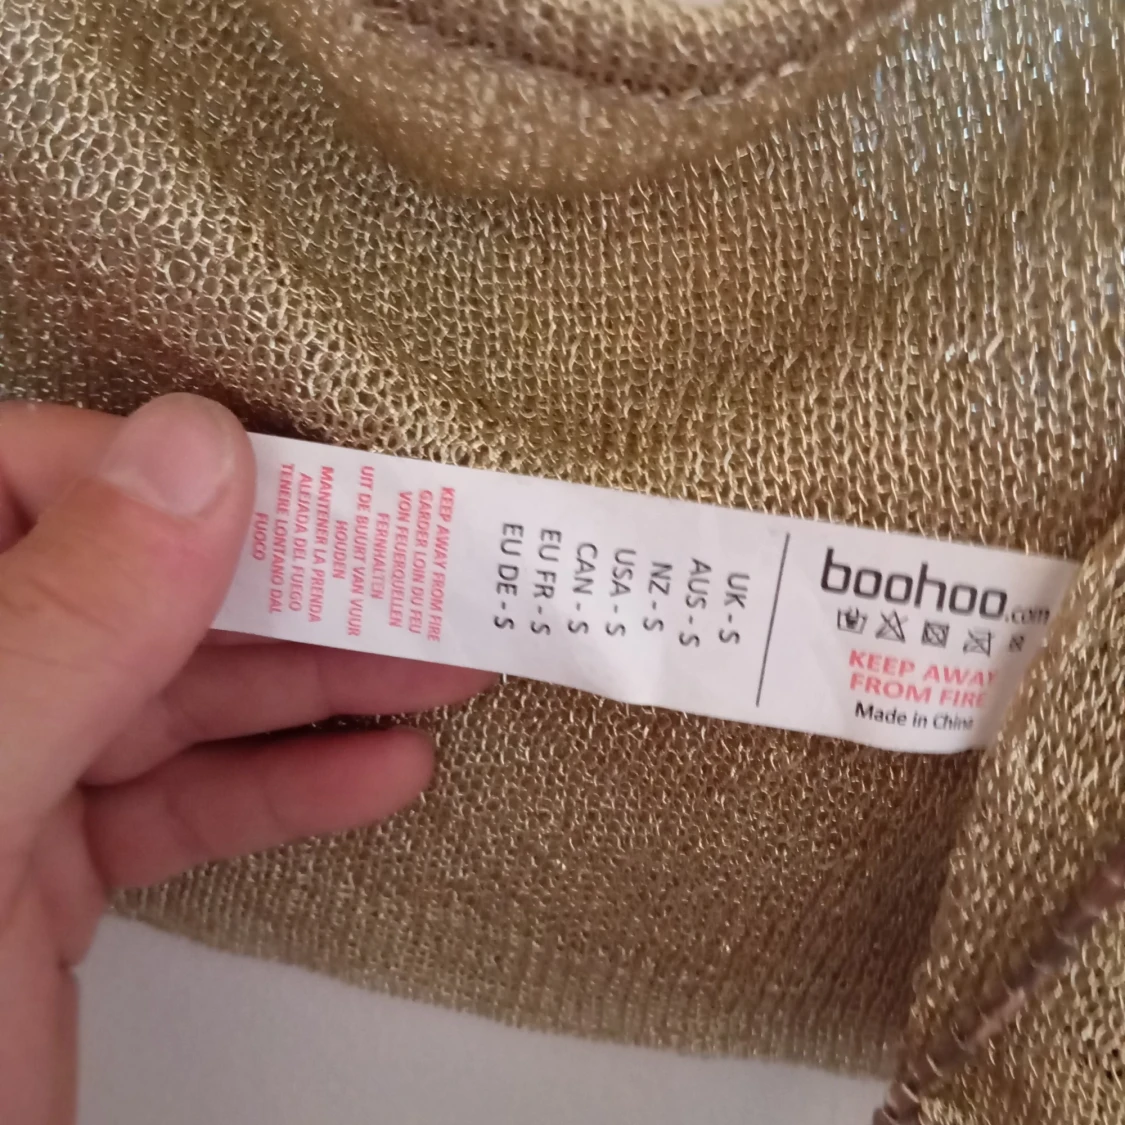 boohoo.com
KEEP AWAY
FROM FIRE
Made in China
UK - S
AUS - S
NZ - S
USA - S
CAN - S
EU FR - S
EU DE - S
KEEP AWAY FROM FIRE
GARDER LOIN DU FEU
VON FEUERQUELLEN
FERNHALTEN
UIT DE BUURT VAN VUUR
HOUDEN
MANTENER LA PRENDA
ALEJADA DEL FUEGO
TENERE LONTANO DAL
FUOCO